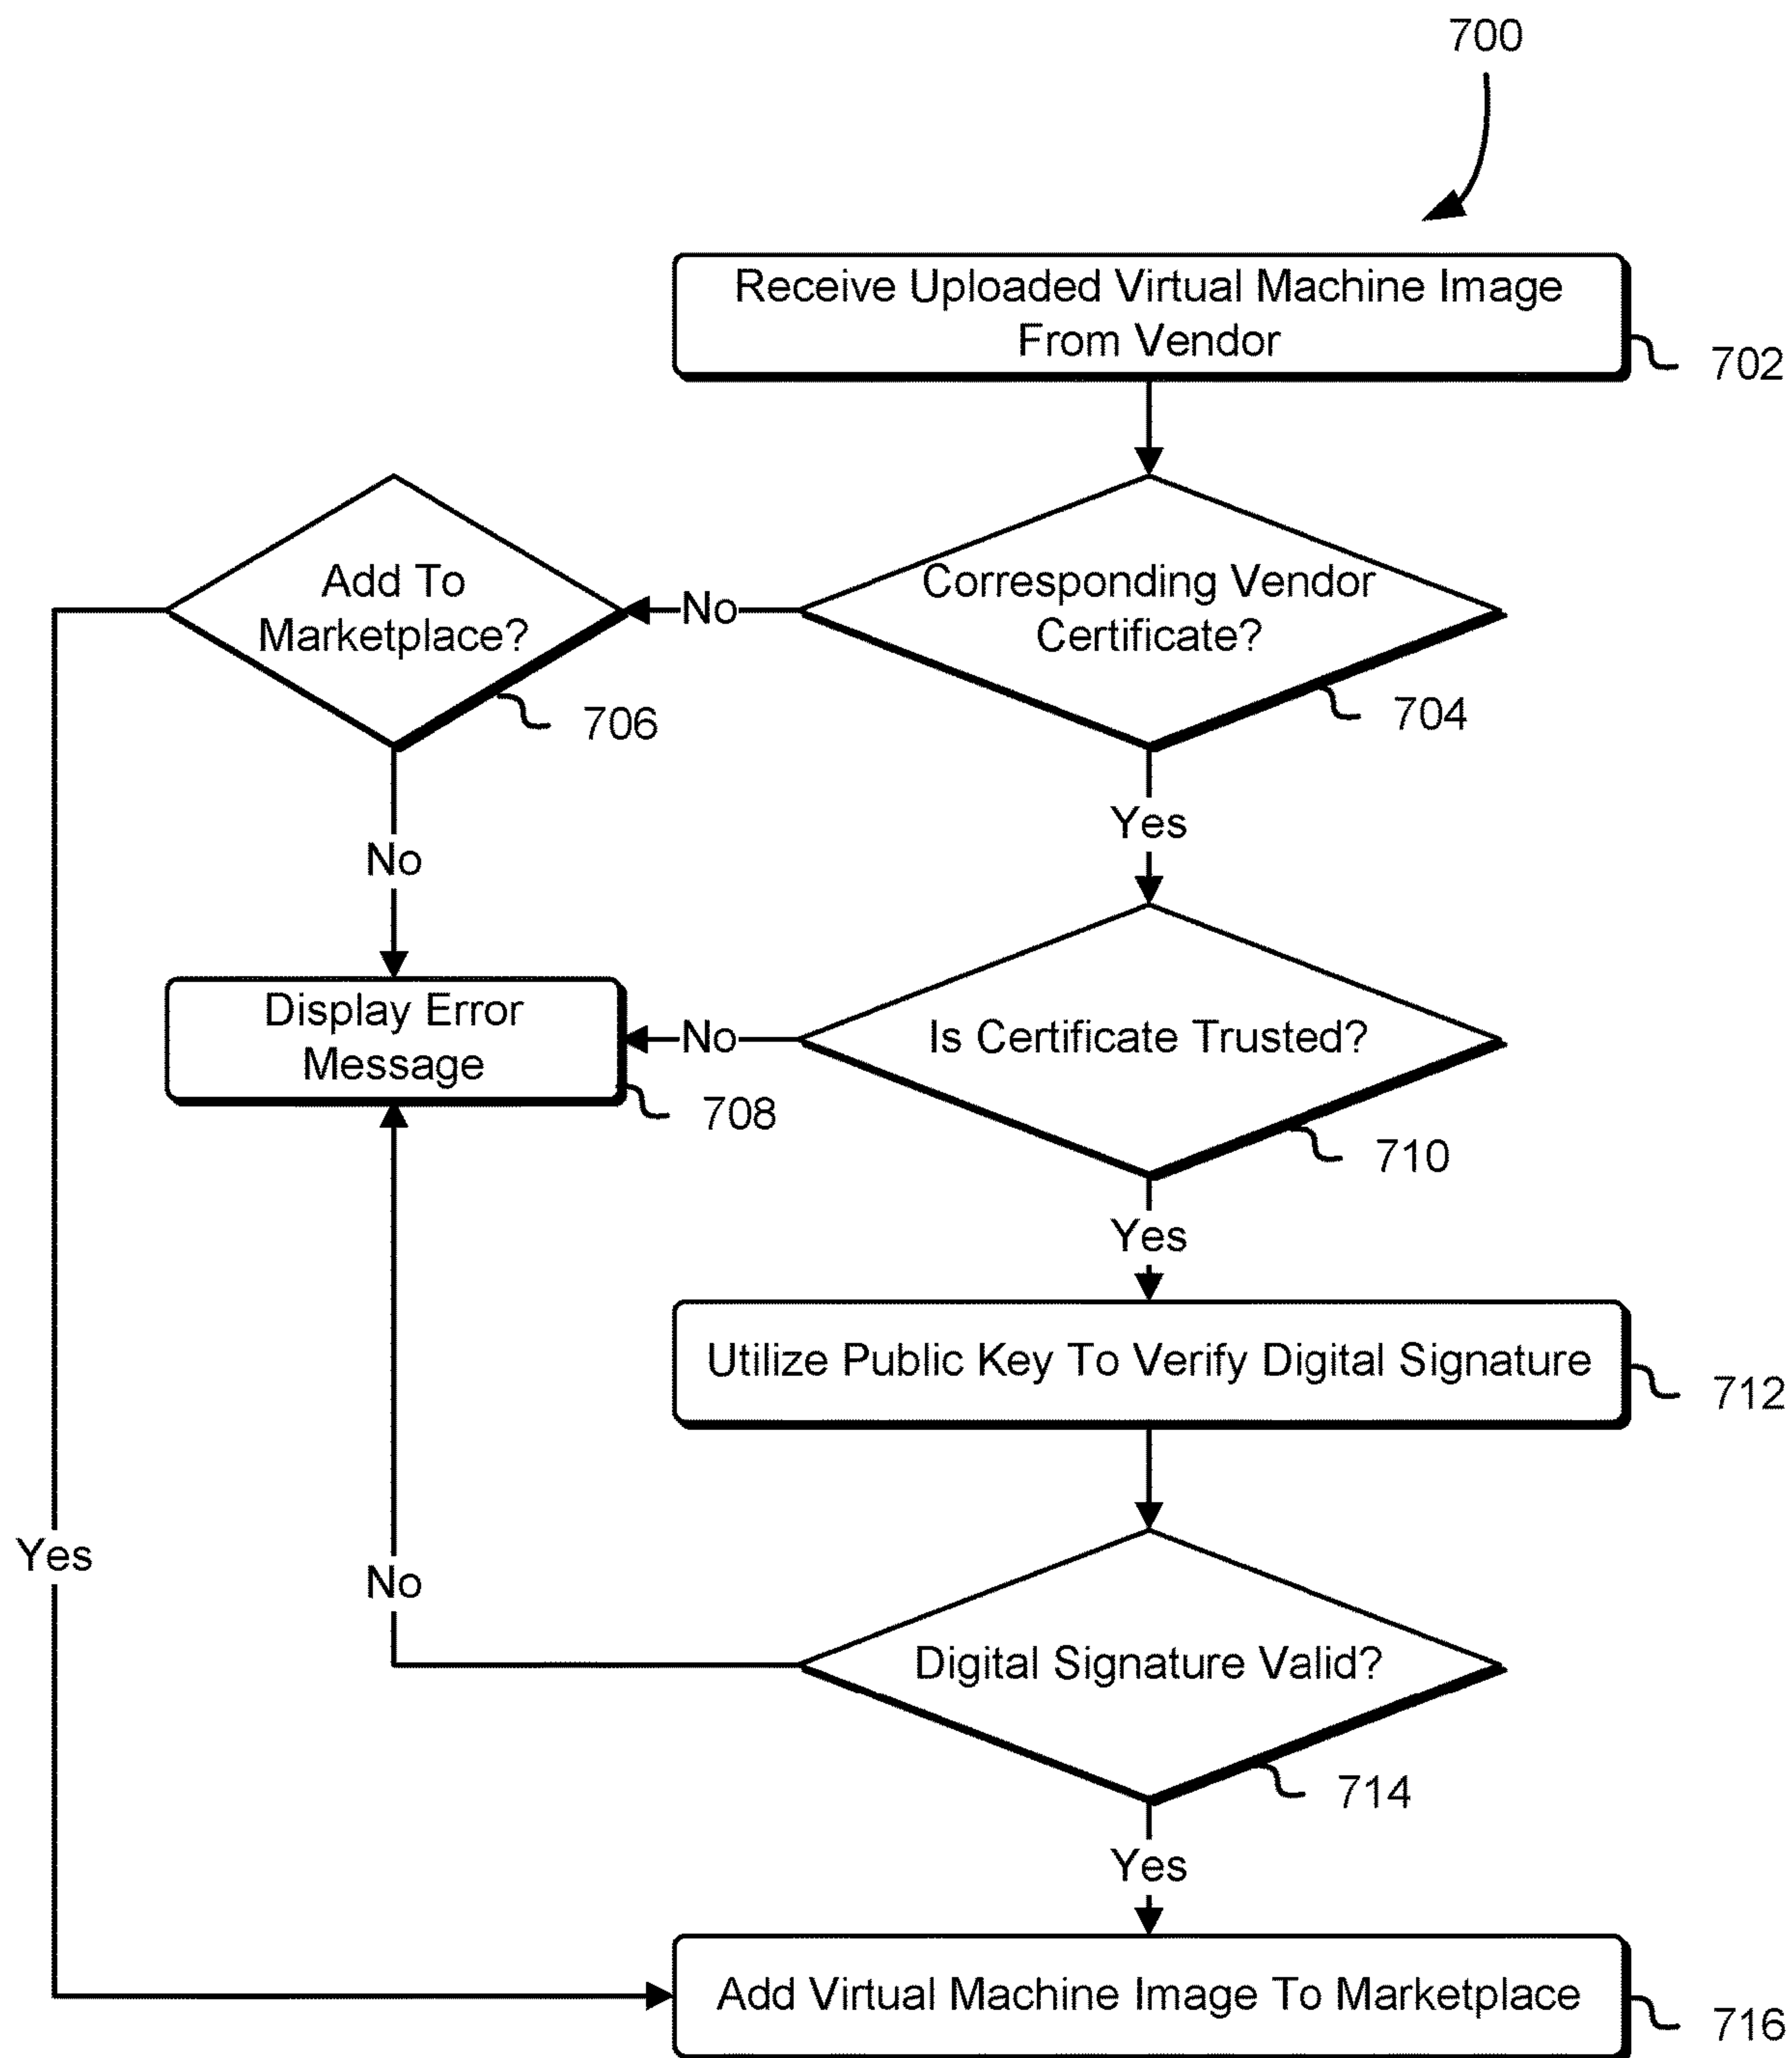 700
Receive Uploaded Virtual Machine Image
From Vendor
702
Add To
Marketplace?
706
No
Corresponding Vendor
Certificate?
704
Yes
No
Display Error
Message
708
No
Is Certificate Trusted?
710
Yes
Utilize Public Key To Verify Digital Signature
712
Yes
No
Digital Signature Valid?
714
Yes
Add Virtual Machine Image To Marketplace
716